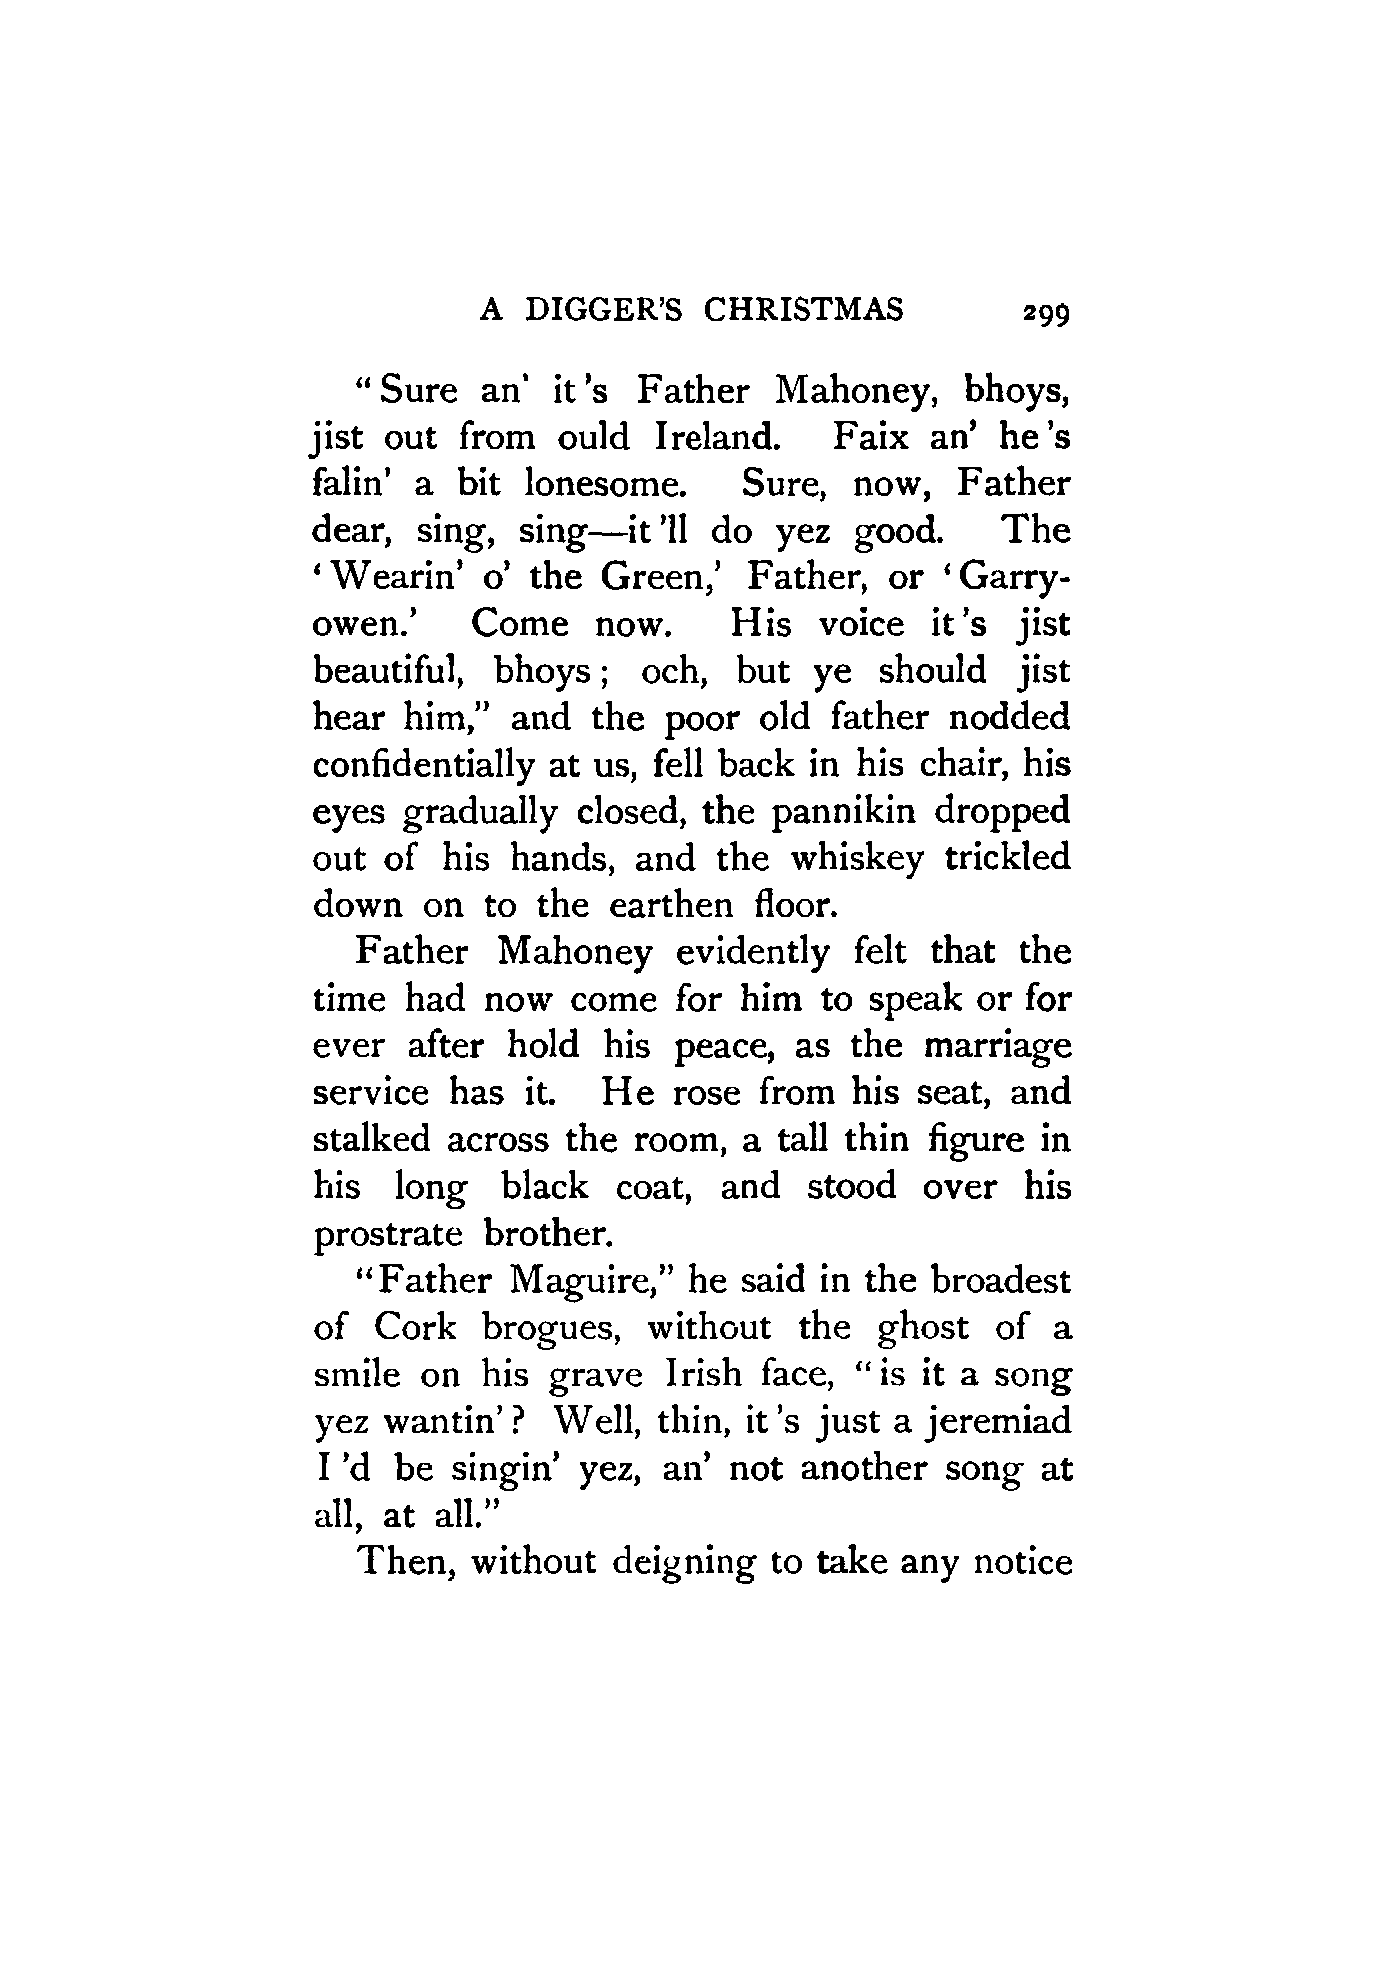 A DIGGER'S CHRISTMAS 299
"Sure an' it's Father Mahoney, bhoys,
jist out from ould Ireland. Faix an' he's
falin' a bit lonesome. Sure, now, Father
dear, sing, sing—it'll do yez good. The
'Wearin' o' the Green,' Father, or 'Garry-
owen.' Come now. His voice it's jist
beautiful, bhoys; och, but ye should jist
hear him," and the poor old father nodded
confidentially at us, fell back in his chair, his
eyes gradually closed, the pannikin dropped
out of his hands, and the whiskey trickled
down on to the earthen floor.
Father Mahoney evidently felt that the
time had now come for him to speak or for
ever after hold his peace, as the marriage
service has it. He rose from his seat, and
stalked across the room, a tall thin figure in
his long black coat, and stood over his
prostrate brother.
"Father Maguire," he said in the broadest
of Cork brogues, without the ghost of a
smile on his grave Irish face, "is it a song
yez wantin'? Well, thin, it's just a jeremiad
I'd be singin' yez, an' not another song at
all, at all."
Then, without deigning to take any notice